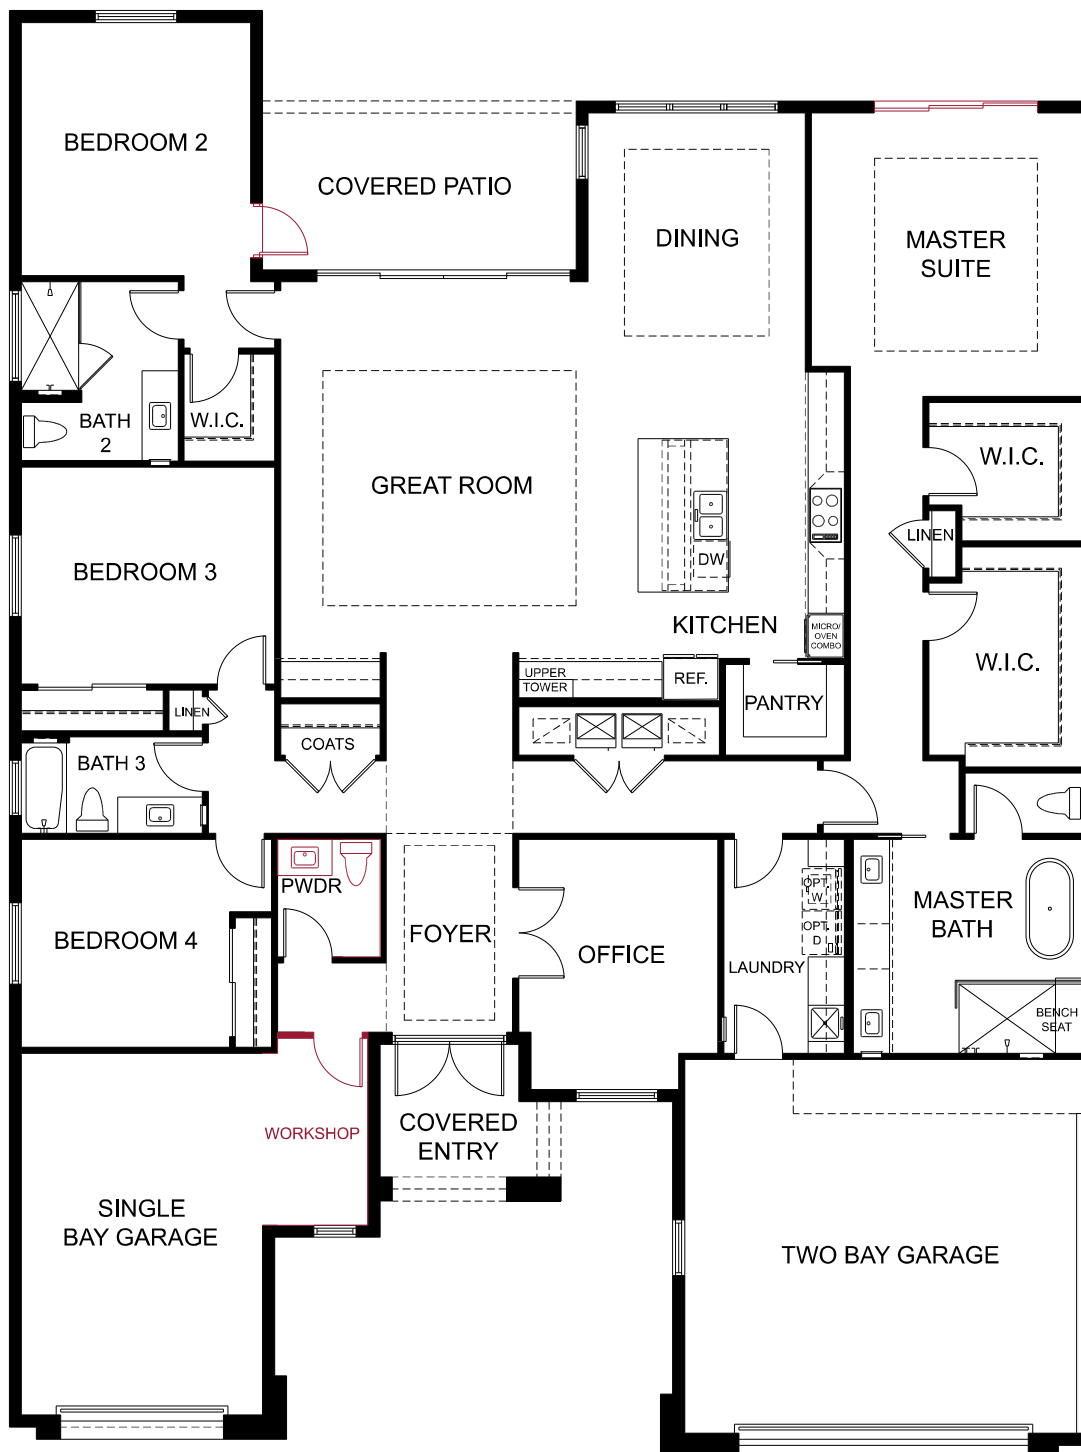 BEDROOM 2
COVERED PATIO
DINING
MASTER
SUITE
BATH
2
W.I.C.
GREAT ROOM
W.I.C.
LINEN
DW
BEDROOM 3
KITCHEN
MICRO/
OVEN
COMBO
W.I.C.
UPPER
TOWER
REF.
PANTRY
LINEN
COATS
BATH 3
PWDR
OPT.
W
OPT.
D
MASTER
BATH
BEDROOM 4
FOYER
OFFICE
LAUNDRY
BENCH
SEAT
WORKSHOP
COVERED
ENTRY
SINGLE
BAY GARAGE
TWO BAY GARAGE